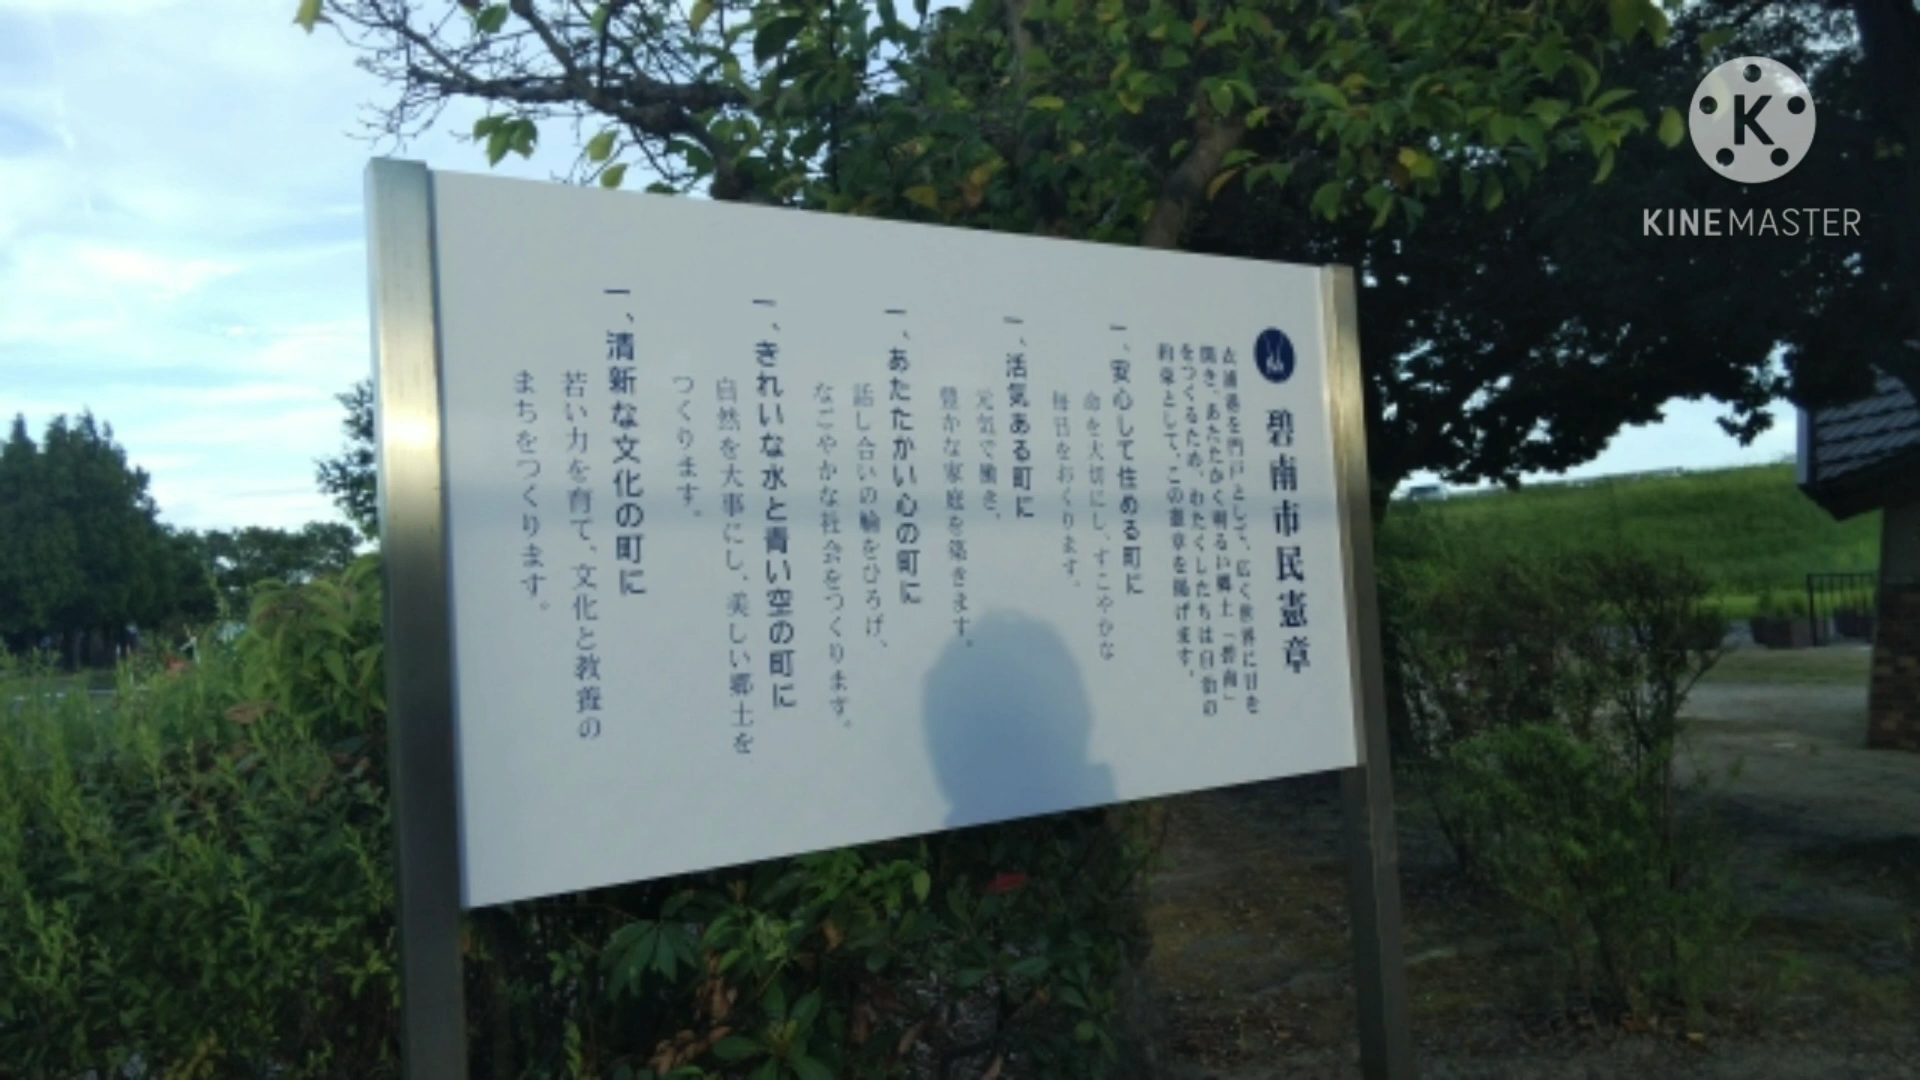 碧南市民憲章
衣浦港を門戸として、広く世界に目を
開き、あたたかく明るい郷土「碧南」
をつくるため、わたくしたちは自治の
約束として、この憲章を掲げます。
一、安心して住める町に
命を大切にし、すこやかな
毎日をおくります。
一、活気ある町に
元気で働き、
豊かな家庭を築きます。
一、あたたかい心の町に
話し合いの輪をひろげ、
なごやかな社会をつくります。
一、きれいな水と青い空の町に
自然を大事にし、美しい郷土を
つくります。
一、清新な文化の町に
若い力を育て、文化と教養の
まちをつくります。
K
KINEMASTER